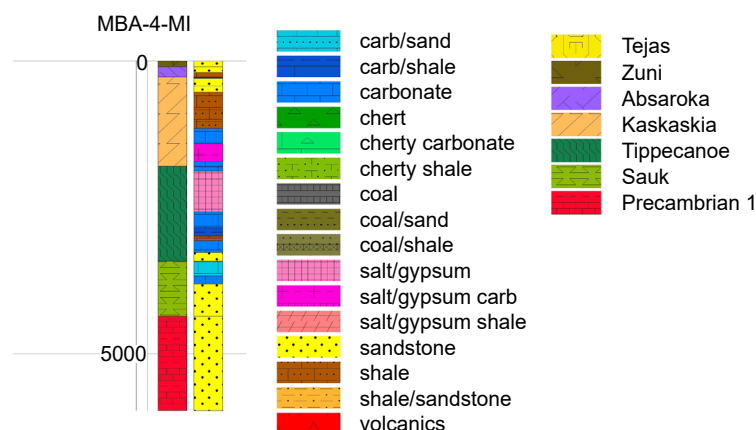 MBA-4-MI
0
5000
carb/sand
carb/shale
carbonate
chert
cherty carbonate
cherty shale
coal
coal/sand
coal/shale
salt/gypsum
salt/gypsum carb
salt/gypsum shale
sandstone
shale
shale/sandstone
volcanics
Tejas
Zuni
Absaroka
Kaskaskia
Tippecanoe
Sauk
Precambrian 1